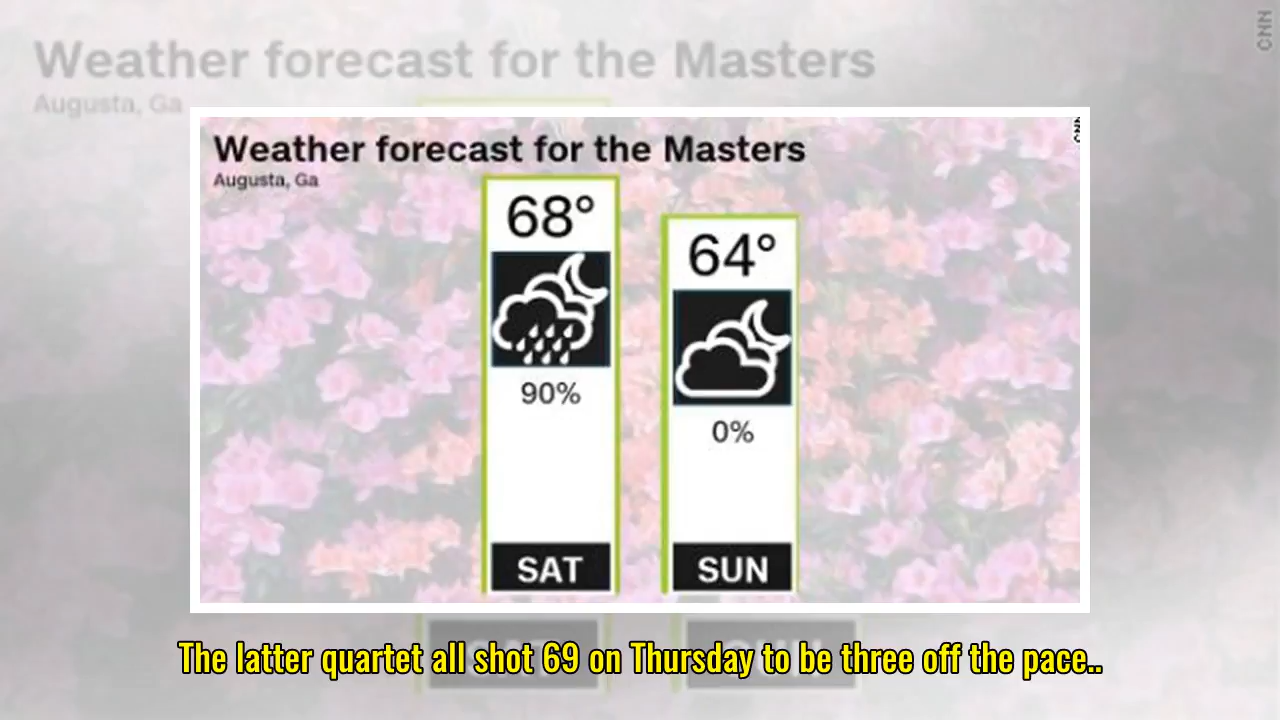 Weather forecast for the Masters
Augusta, Ga
CNN
Weather forecast for the Masters
Augusta, Ga
68°
64°
90%
0%
SAT
SUN
The latter quartet all shot 69 on Thursday to be three off the pace..